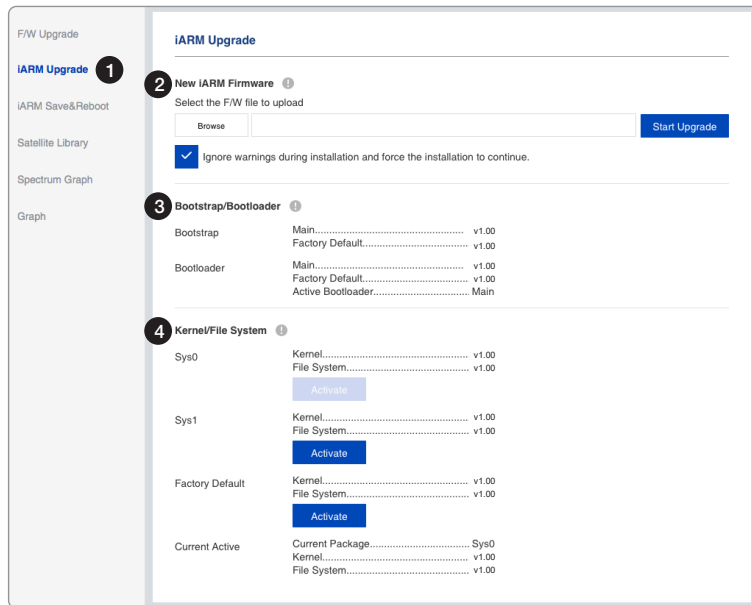 F/W Upgrade
iARM Upgrade 1
iARM Save&Reboot
Satellite Library
Spectrum Graph
Graph
iARM Upgrade
2 New iARM Firmware !
Select the F/W file to upload
Browse Start Upgrade
Ignore warnings during installation and force the installation to continue.
3 Bootstrap/Bootloader !
Bootstrap Main............................................... v1.00
Factory Default.................................. v1.00
Bootloader Main............................................... v1.00
Factory Default.................................. v1.00
Active Bootloader............................... Main
4 Kernel/File System !
Sys0 Kernel............................................... v1.00
File System........................................ v1.00
Activate
Sys1 Kernel............................................... v1.00
File System........................................ v1.00
Activate
Factory Default Kernel............................................... v1.00
File System........................................ v1.00
Activate
Current Active Current Package................................ Sys0
Kernel............................................... v1.00
File System........................................ v1.00